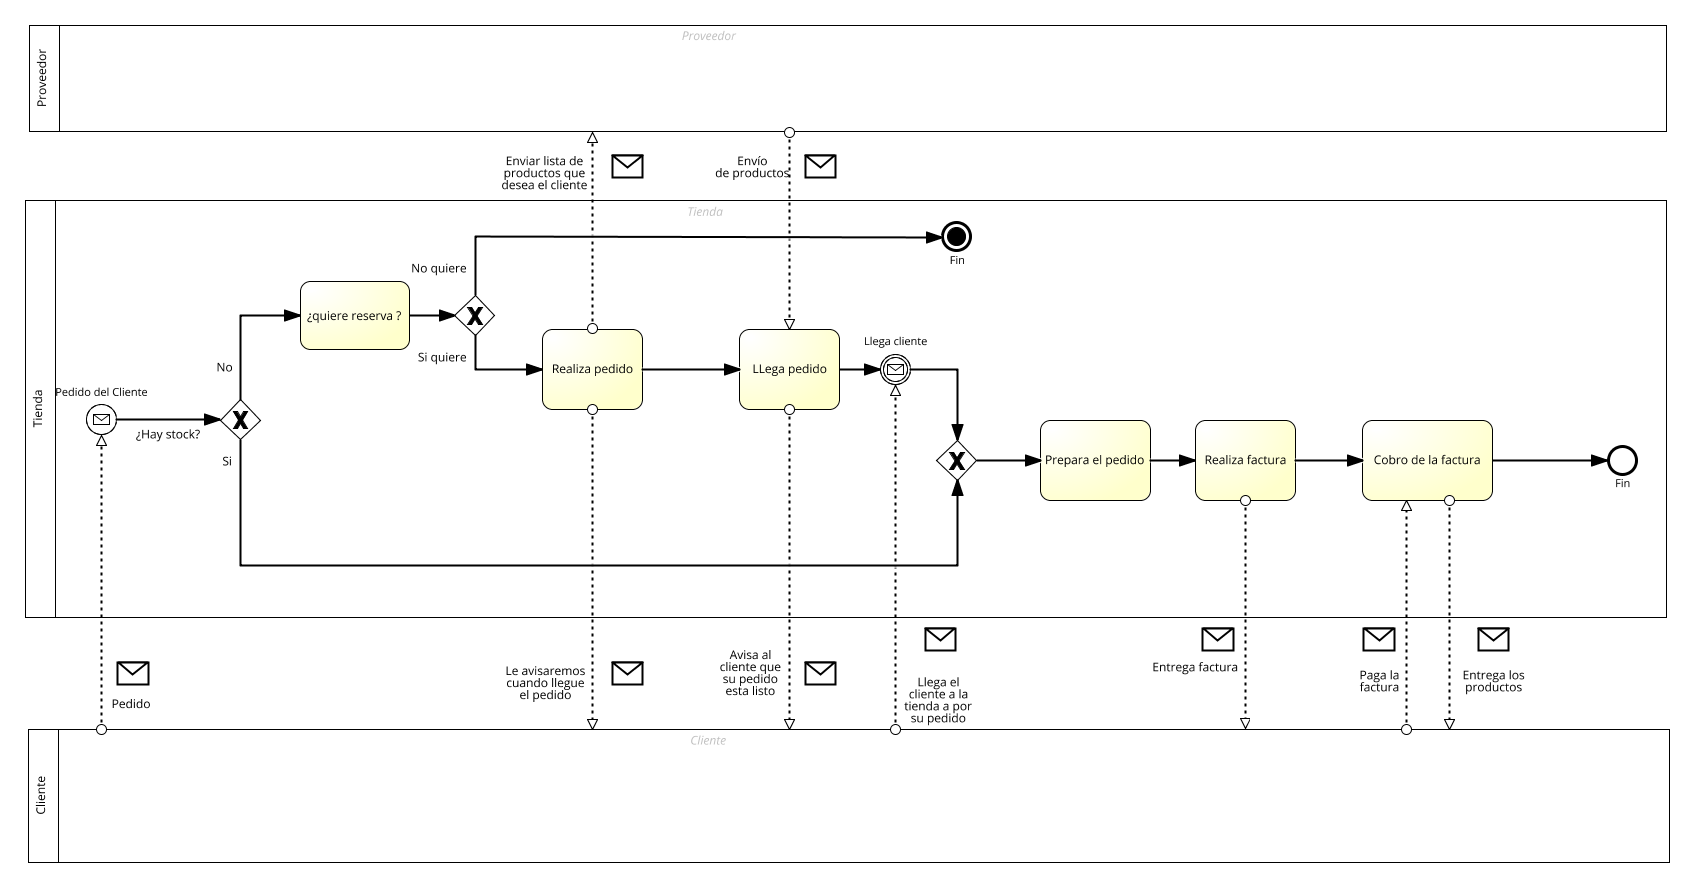 Proveedor
Proveedor
Enviar lista de
productos que
desea el cliente
Envío
de productos
Tienda
Tienda
Fin
No quiere
¿quiere reserva ?
Si quiere
Llega cliente
Realiza pedido
LLega pedido
No
Pedido del Cliente
¿Hay stock?
Si
Prepara el pedido
Realiza factura
Cobro de la factura
Fin
Pedido
Le avisaremos
cuando llegue
el pedido
Avisa al
cliente que
su pedido
esta listo
Llega el
cliente a la
tienda a por
su pedido
Entrega factura
Paga la
factura
Entrega los
productos
Cliente
Cliente